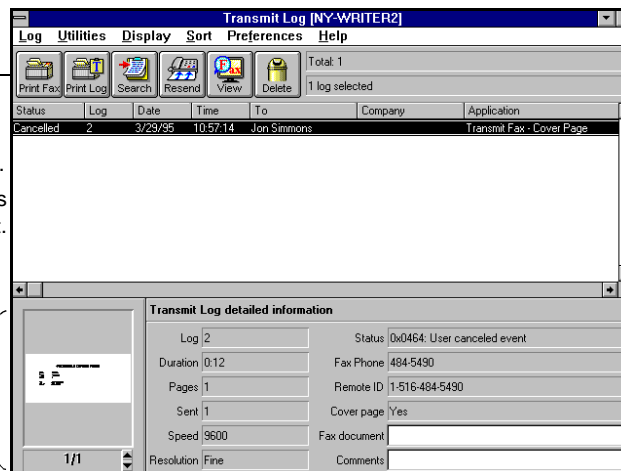 Transmit Log [NY-WRITER2]
Log Utilities Display Sort Preferences Help
Print Fax Print Log Search Resend Fax View Delete
Total: 1
1 log selected
Status Log Date Time To Company Application
Cancelled 2 3/29/95 10:57:14 Jon Simmons Transmit Fax - Cover Page
.
s
t.
Transmit Log detailed information
Log 2 Status 0x0464: User canceled event
Duration 0:12 Fax Phone 484-5490
Pages 1 Remote ID 1-516-484-5490
Sent 1 Cover page Yes
Speed 9600 Fax document
1/1 Resolution Fine Comments